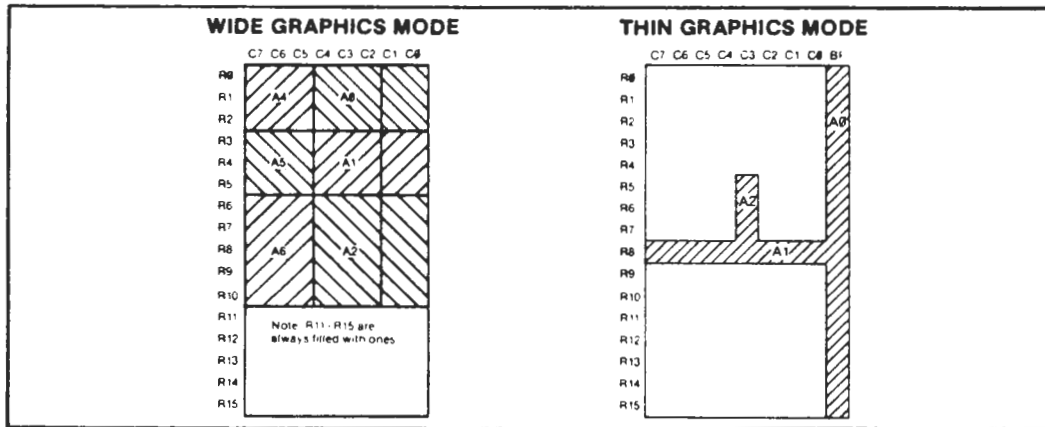 WIDE GRAPHICS MODE
C7 C6 C5 C4 C3 C2 C1 C0
R0
R1
R2
R3
R4
R5
R6
R7
R8
R9
R10
R11
R12
R13
R14
R15
A4 A0
A5 A1
A6 A2
Note: R11-R15 are
always filled with ones
THIN GRAPHICS MODE
C7 C6 C5 C4 C3 C2 C1 C0 BF
R0
R1
R2
R3
R4
R5
R6
R7
R8
R9
R10
R11
R12
R13
R14
R15
A0
A2
A1